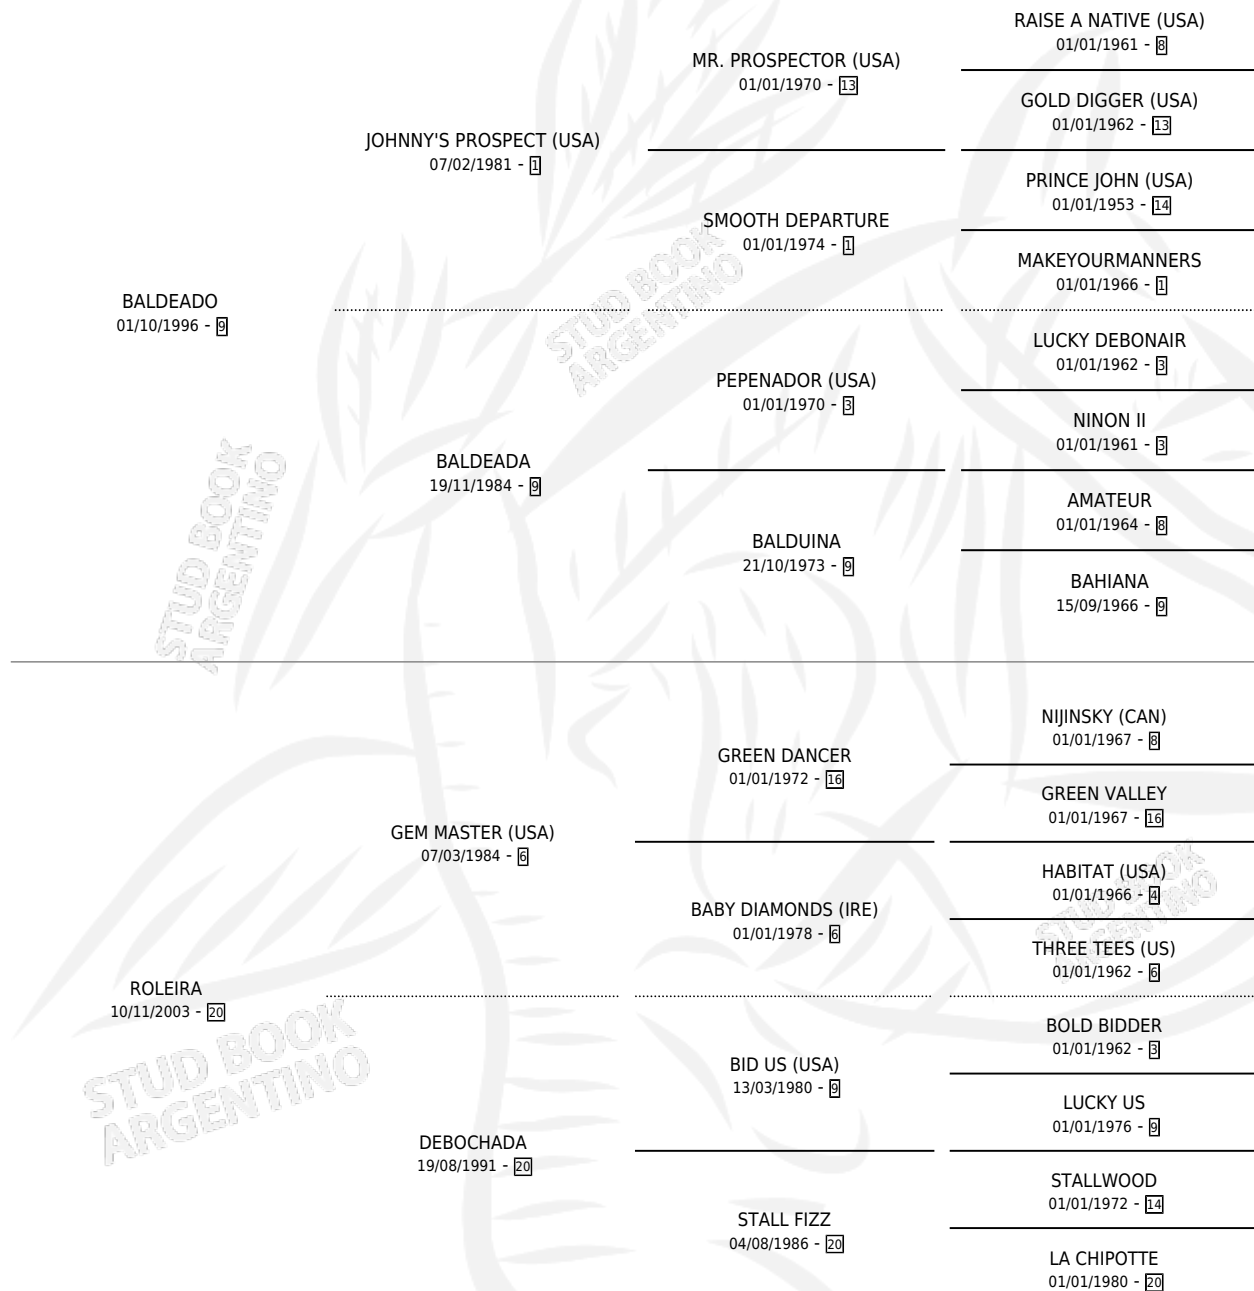 RAISE A NATIVE (USA)
01/01/1961 - 8
MR. PROSPECTOR (USA)
01/01/1970 - 13
GOLD DIGGER (USA)
01/01/1962 - 13
JOHNNY'S PROSPECT (USA)
07/02/1981 - 1
PRINCE JOHN (USA)
01/01/1953 - 14
SMOOTH DEPARTURE
01/01/1974 - 1
MAKEYOURMANNERS
01/01/1966 - 1
BALDEADO
01/10/1996 - 9
LUCKY DEBONAIR
01/01/1962 - 3
PEPENADOR (USA)
01/01/1970 - 3
NINON II
01/01/1961 - 3
BALDEADA
19/11/1984 - 9
AMATEUR
01/01/1964 - 8
BALDUINA
21/10/1973 - 9
BAHIANA
15/09/1966 - 9
STUD BOOK
ARGENTINO
STUD BOOK
ARGENTINO
NIJINSKY (CAN)
01/01/1967 - 8
GREEN DANCER
01/01/1972 - 16
GREEN VALLEY
01/01/1967 - 16
GEM MASTER (USA)
07/03/1984 - 6
HABITAT (USA)
01/01/1966 - 4
BABY DIAMONDS (IRE)
01/01/1978 - 6
THREE TEES (US)
01/01/1962 - 6
ROLEIRA
10/11/2003 - 20
BOLD BIDDER
01/01/1962 - 3
BID US (USA)
13/03/1980 - 9
LUCKY US
01/01/1976 - 9
DEBOCHADA
19/08/1991 - 20
STALLWOOD
01/01/1972 - 14
STALL FIZZ
04/08/1986 - 20
LA CHIPOTTE
01/01/1980 - 20
STUD BOOK
ARGENTINO
STUD BOOK
ARGENTINO